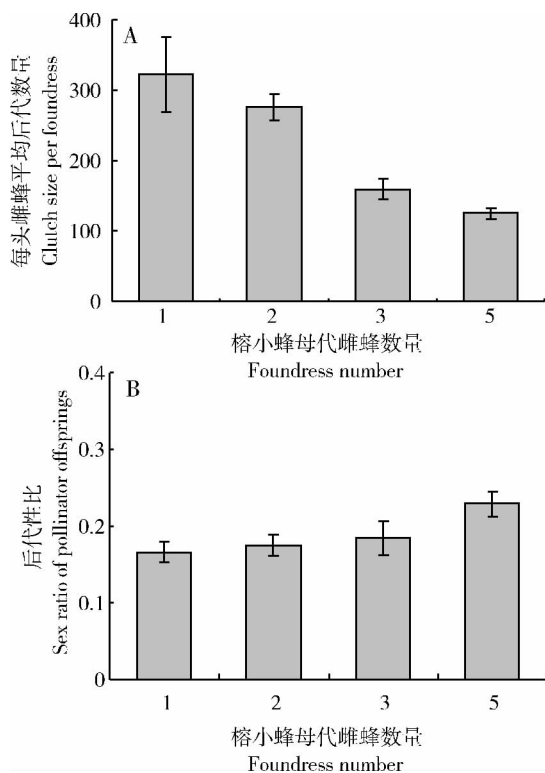 A
每头雌蜂平均后代数量
Clutch size per foundress
400
300
200
100
0
1 2 3 5
榕小蜂母代雌蜂数量
Foundress number
B
后代性比
Sex ratio of pollinator offsprings
0.4
0.3
0.2
0.1
0
1 2 3 5
榕小蜂母代雌蜂数量
Foundress number